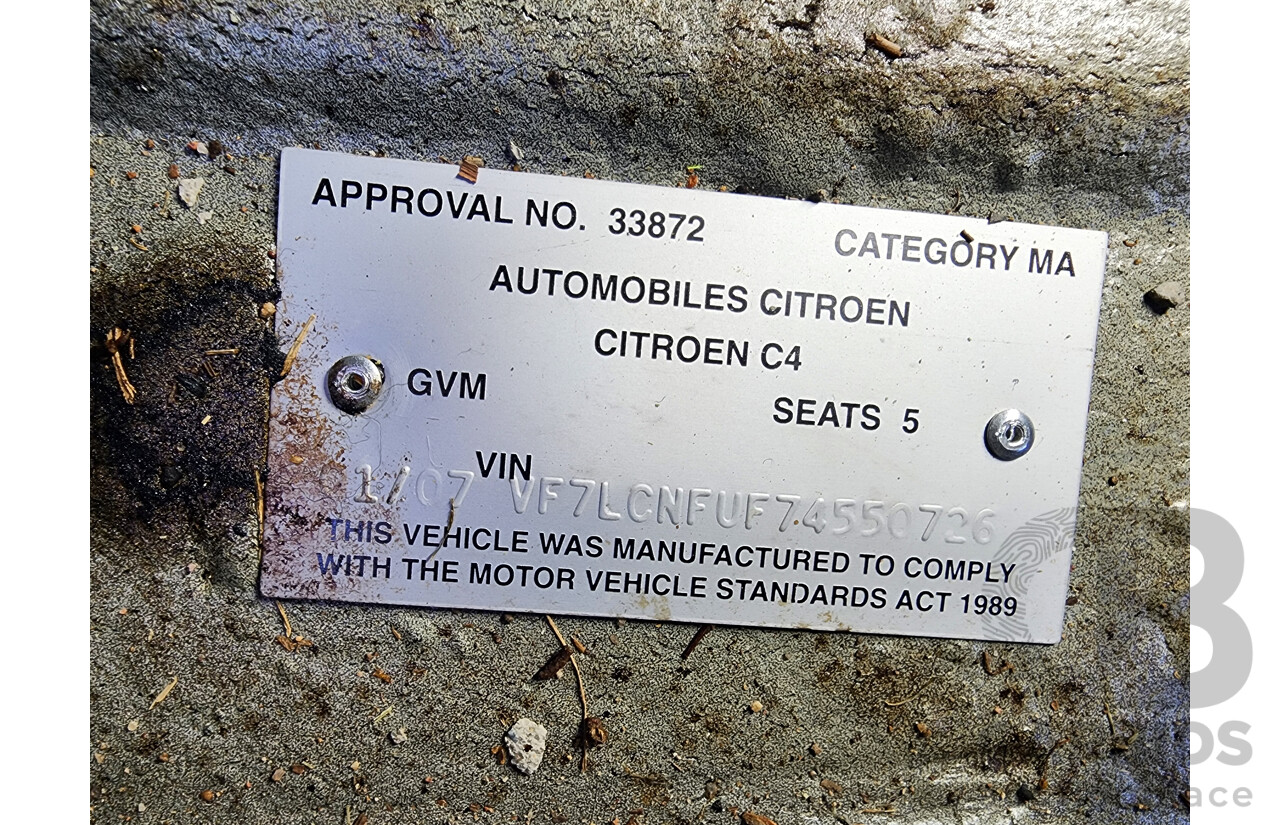 APPROVAL NO. 33872
CATEGORY MA
AUTOMOBILES CITROEN
CITROEN C4
GVM
SEATS 5
VIN
1/07 VF7LCNFUF74550726
THIS VEHICLE WAS MANUFACTURED TO COMPLY
WITH THE MOTOR VEHICLE STANDARDS ACT 1989